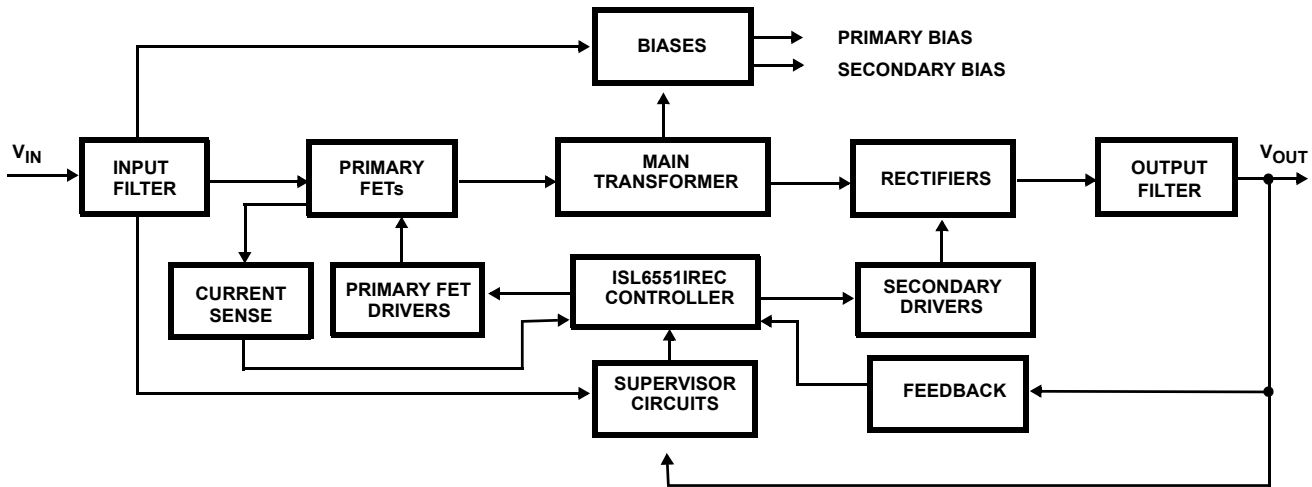 BIASES
PRIMARY BIAS
SECONDARY BIAS
VIN
INPUT
FILTER
PRIMARY
FETs
MAIN
TRANSFORMER
RECTIFIERS
OUTPUT
FILTER
VOUT
CURRENT
SENSE
PRIMARY FET
DRIVERS
ISL6551IREC
CONTROLLER
SECONDARY
DRIVERS
SUPERVISOR
CIRCUITS
FEEDBACK